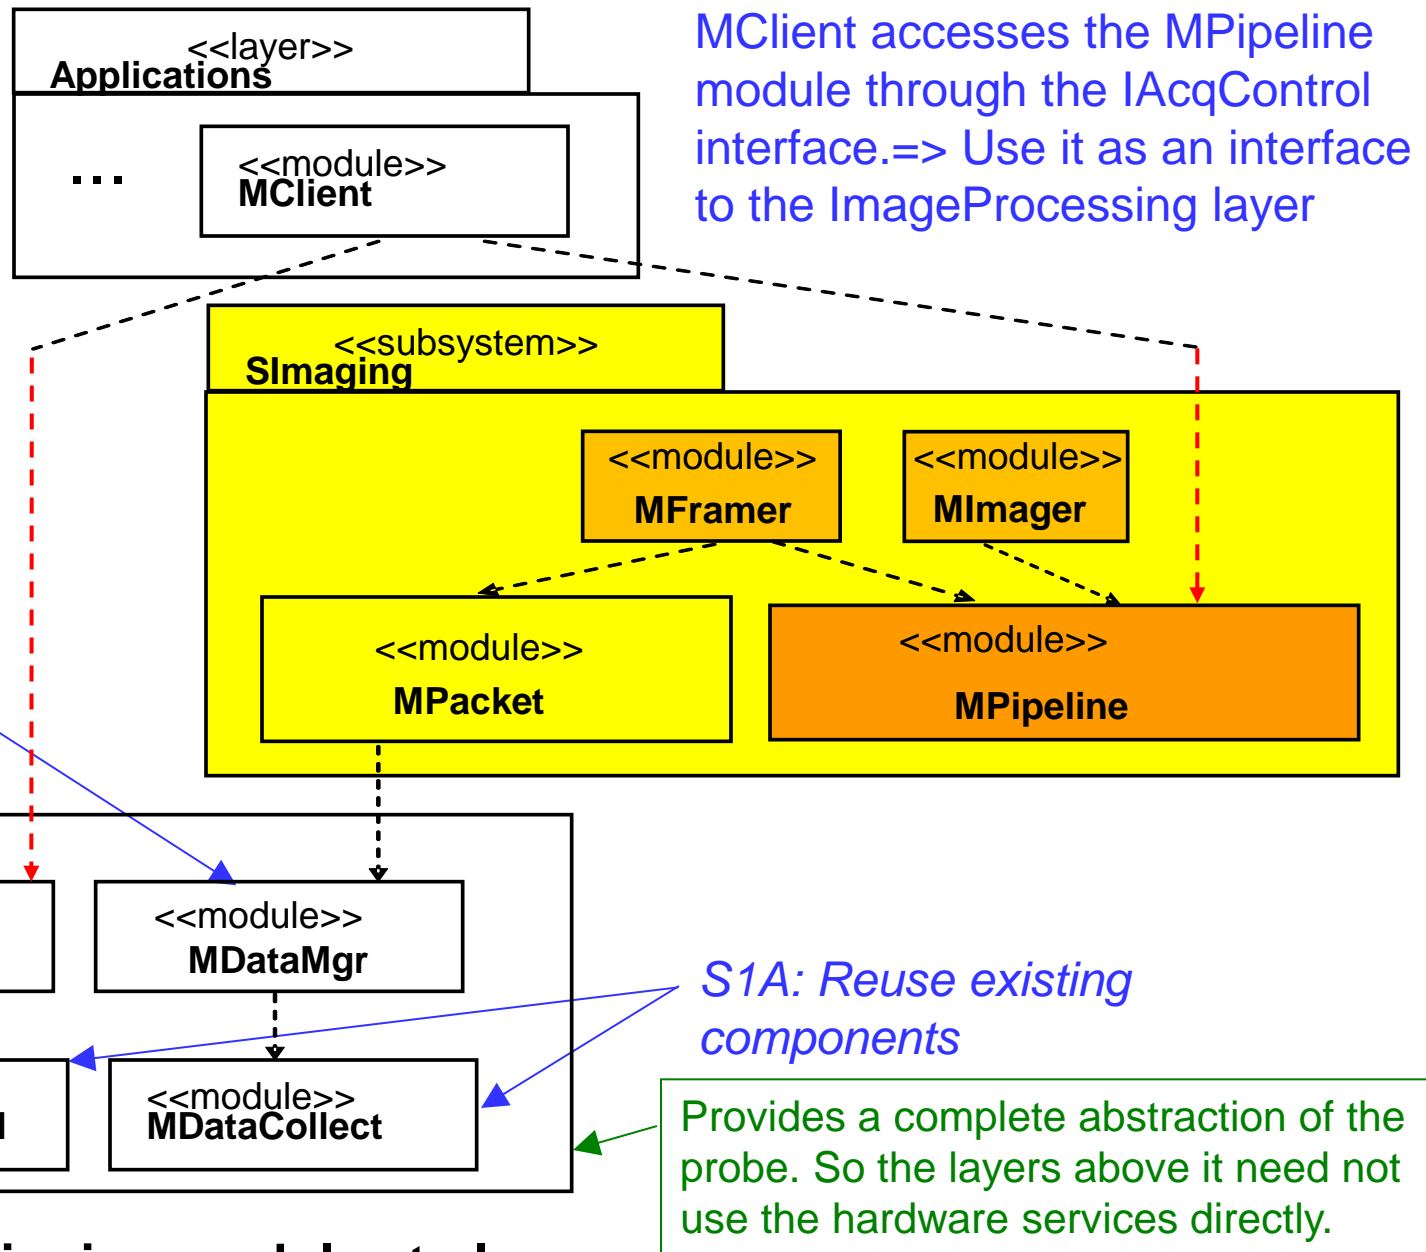 <<layer>>
Applications
MClient accesses the MPipeline
module through the IAcqControl
interface.=> Use it as an interface
to the ImageProcessing layer
...
<<module>>
MClient
<<subsystem>>
SImaging
<<module>>
MFramer
<<module>>
MImager
<<module>>
MPacket
<<module>>
MPipeline
<<module>>
MDataMgr
S1A: Reuse existing
components
<<module>>
MDataCollect
Provides a complete abstraction of the
probe. So the layers above it need not
use the hardware services directly.